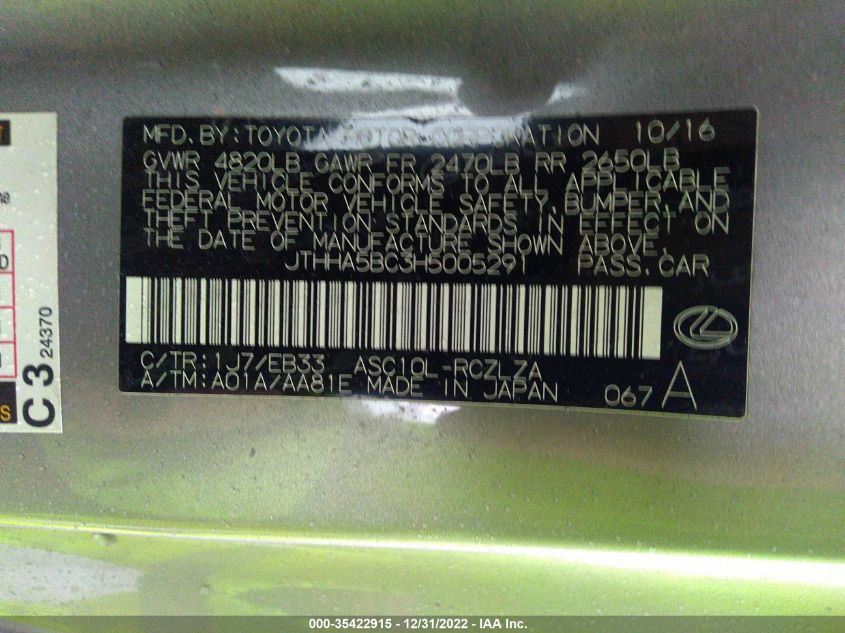 MFD. BY: TOYOTA MOTOR CORPORATION 10/16
GVWR 4820LB GAWR FR 2470LB RR 2650LB
THIS VEHICLE CONFORMS TO ALL APPLICABLE
FEDERAL MOTOR VEHICLE SAFETY, BUMPER, AND
THEFT PREVENTION STANDARDS IN EFFECT ON
THE DATE OF MANUFACTURE SHOWN ABOVE.
JTHHA5BC3H5005291 PASS. CAR
C/TR: 1J7/EB33 ASC10L-RCZLZA
A/TM: A01A/AA81E MADE IN JAPAN 067 A
C3 24370
000-35422915 - 12/31/2022 - IAA Inc.